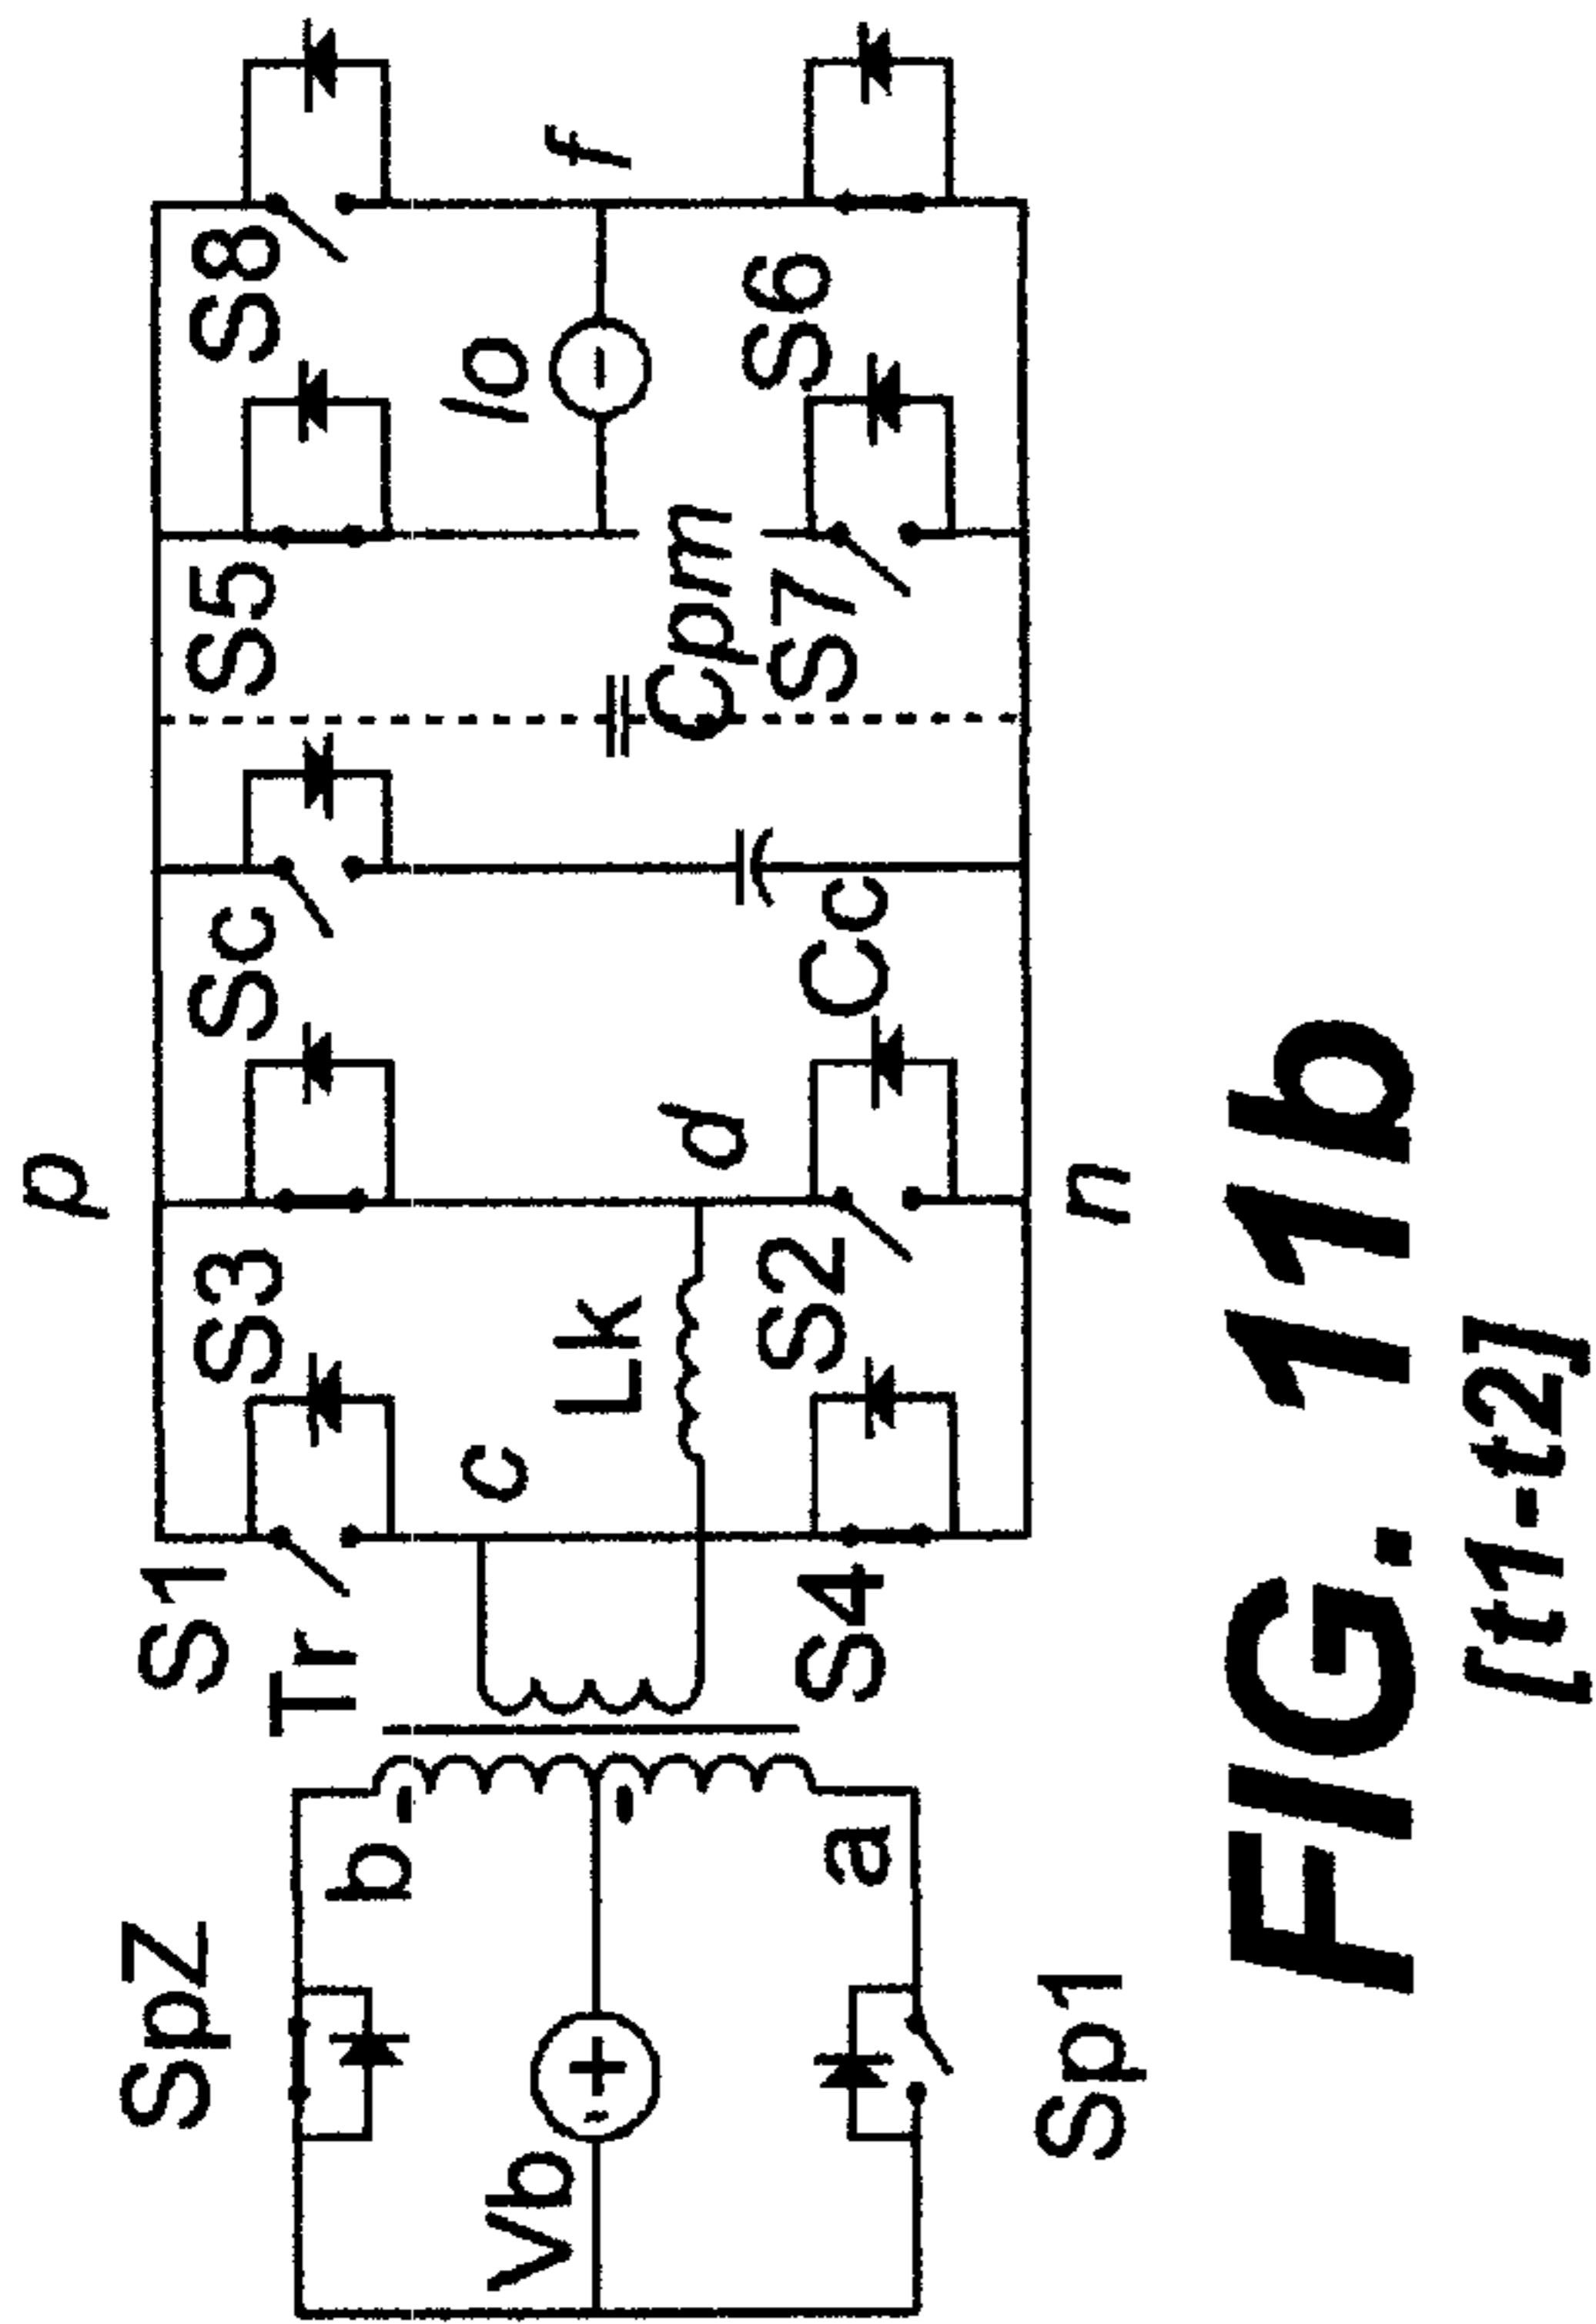 p
S1
S3
Sc
S5
S8
SpZ
Tr
b
c
Lk
Io
f
Vb
+
-
a
S4
S2
d
Cc
Cpm
S7
S6
Sp1
n
FIG. 11b
[t1-t2]